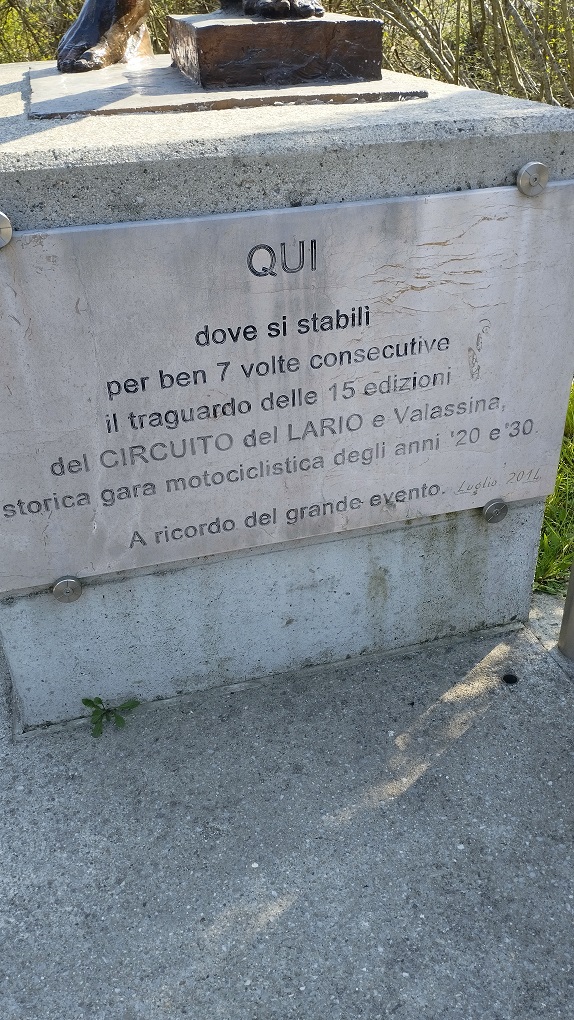 QUI
dove si stabilì
per ben 7 volte consecutive
il traguardo delle 15 edizioni
del CIRCUITO del LARIO e Valassina,
storica gara motociclistica degli anni '20 e '30.
A ricordo del grande evento. Luglio 2014